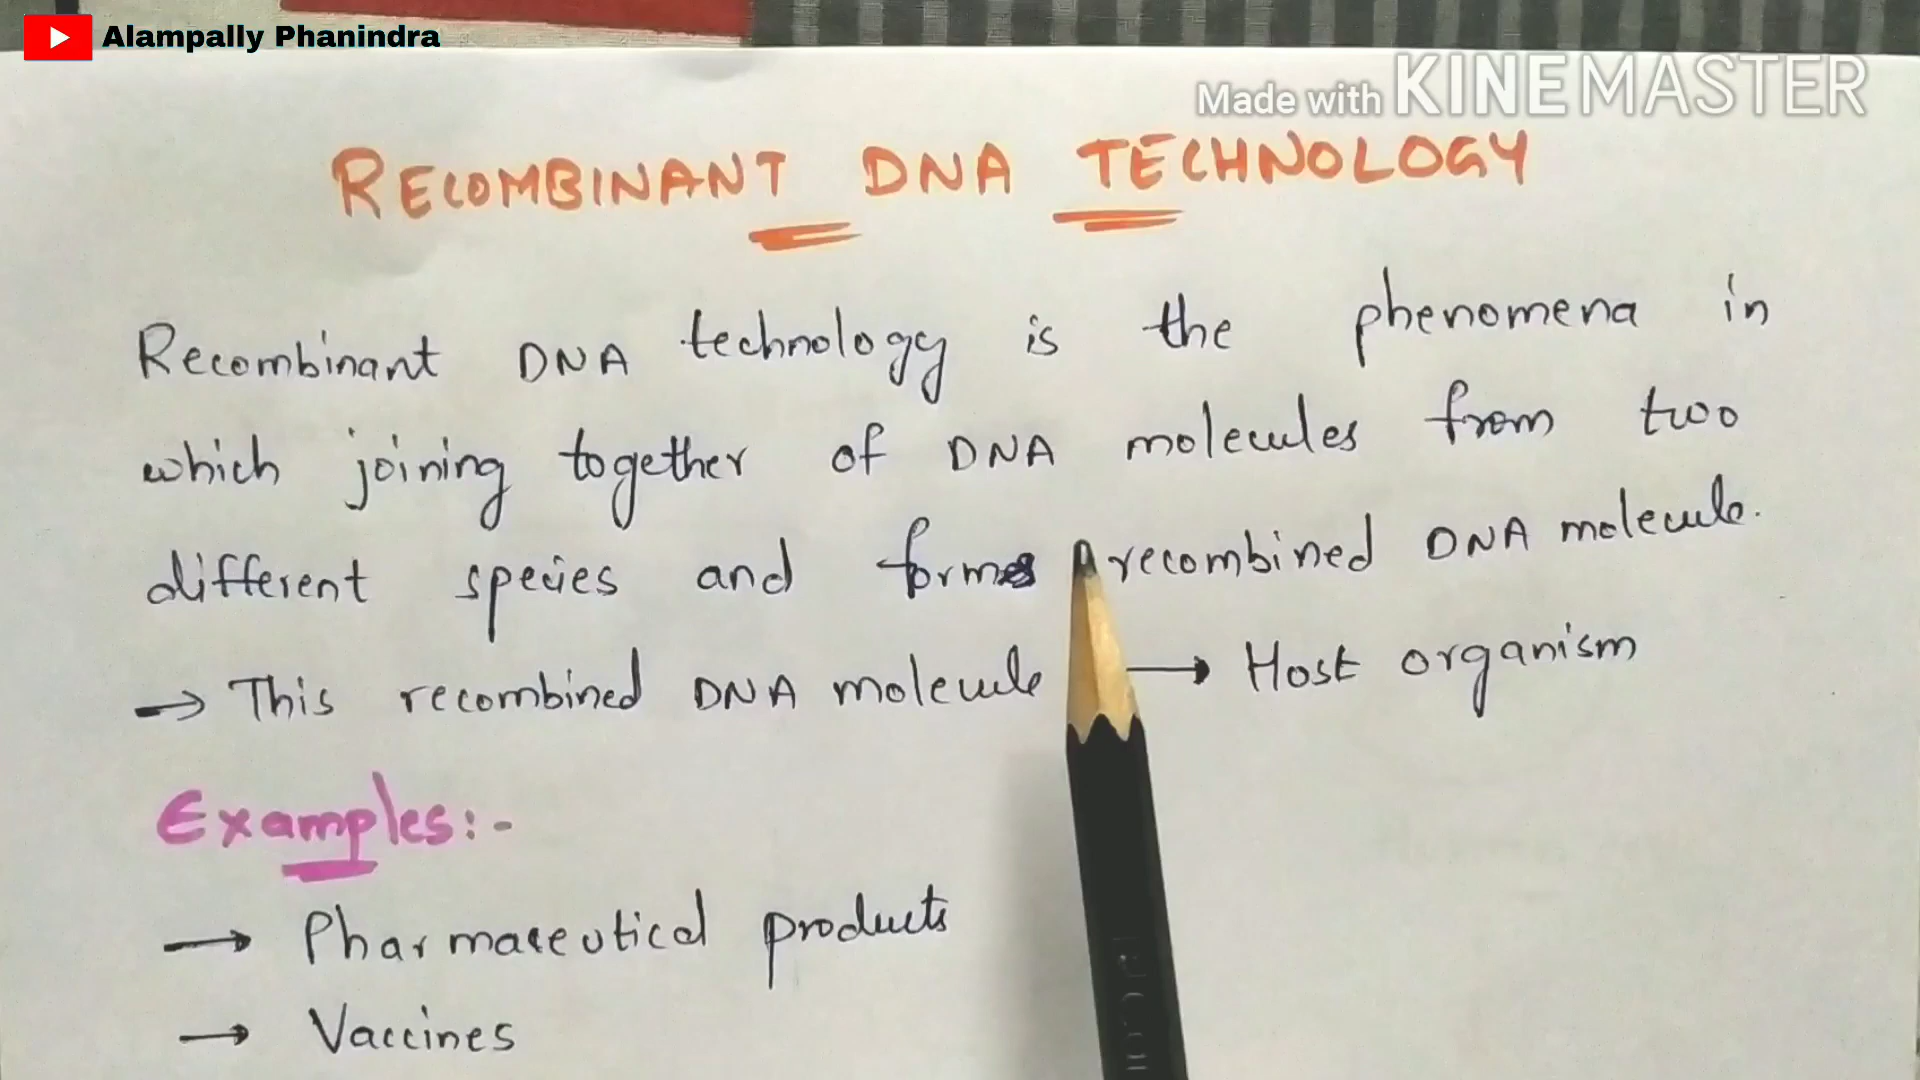 Alampally Phanindra
Made with KINEMASTER
RECOMBINANT DNA TECHNOLOGY
Recombinant DNA technology is the phenomena in
which joining together of DNA molecules from two
different species and forms recombined DNA molecule.
→ This recombined DNA molecule → Host organism
Examples:-
→ Pharmaceutical products
→ Vaccines